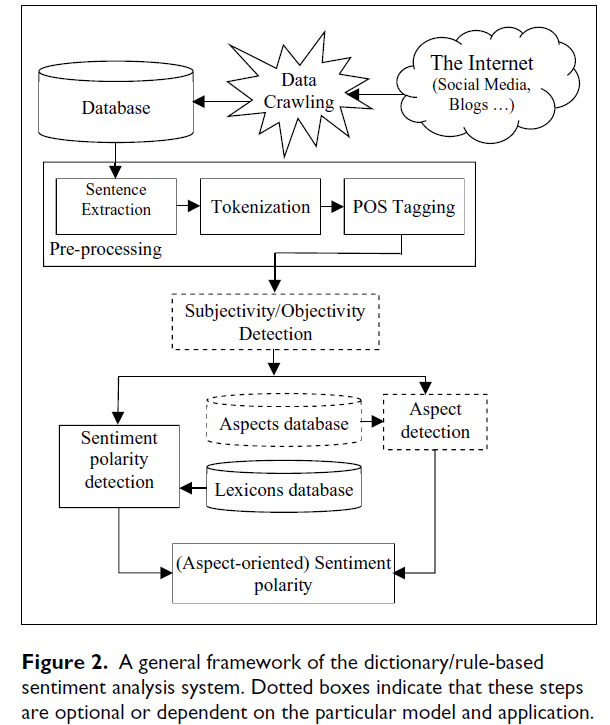 The Internet
(Social Media,
Blogs …)
Data
Crawling
Database
Sentence
Extraction
Tokenization
POS Tagging
Pre-processing
Subjectivity/Objectivity
Detection
Aspects database
Aspect
detection
Sentiment
polarity
detection
Lexicons database
(Aspect-oriented) Sentiment
polarity
Figure 2. A general framework of the dictionary/rule-based
sentiment analysis system. Dotted boxes indicate that these steps
are optional or dependent on the particular model and application.